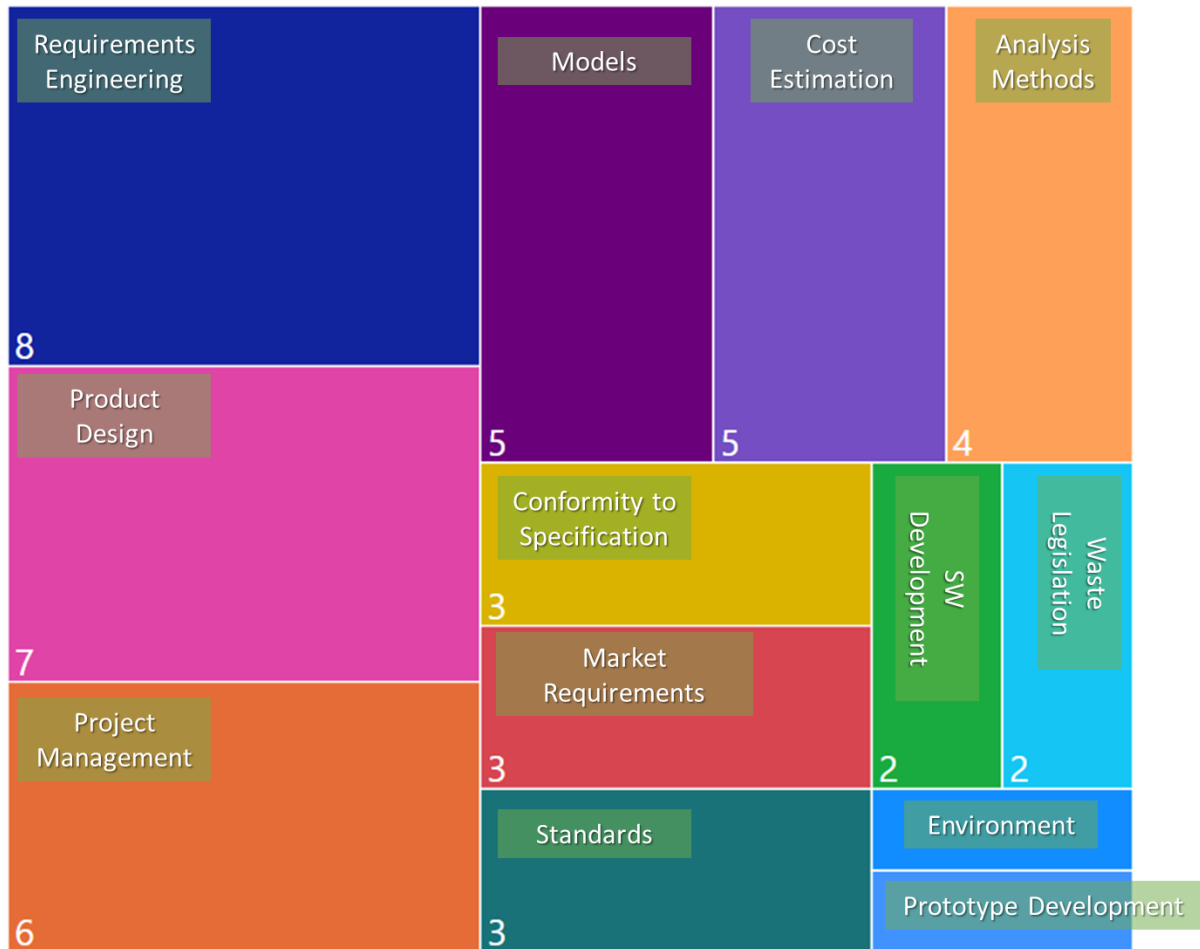 Requirements
Engineering
8
Product
Design
7
Project
Management
6
Models
5
Cost
Estimation
5
Analysis
Methods
4
Conformity to
Specification
3
Market
Requirements
3
Standards
3
SW
Development
2
Waste
Legislation
2
Environment
Prototype Development